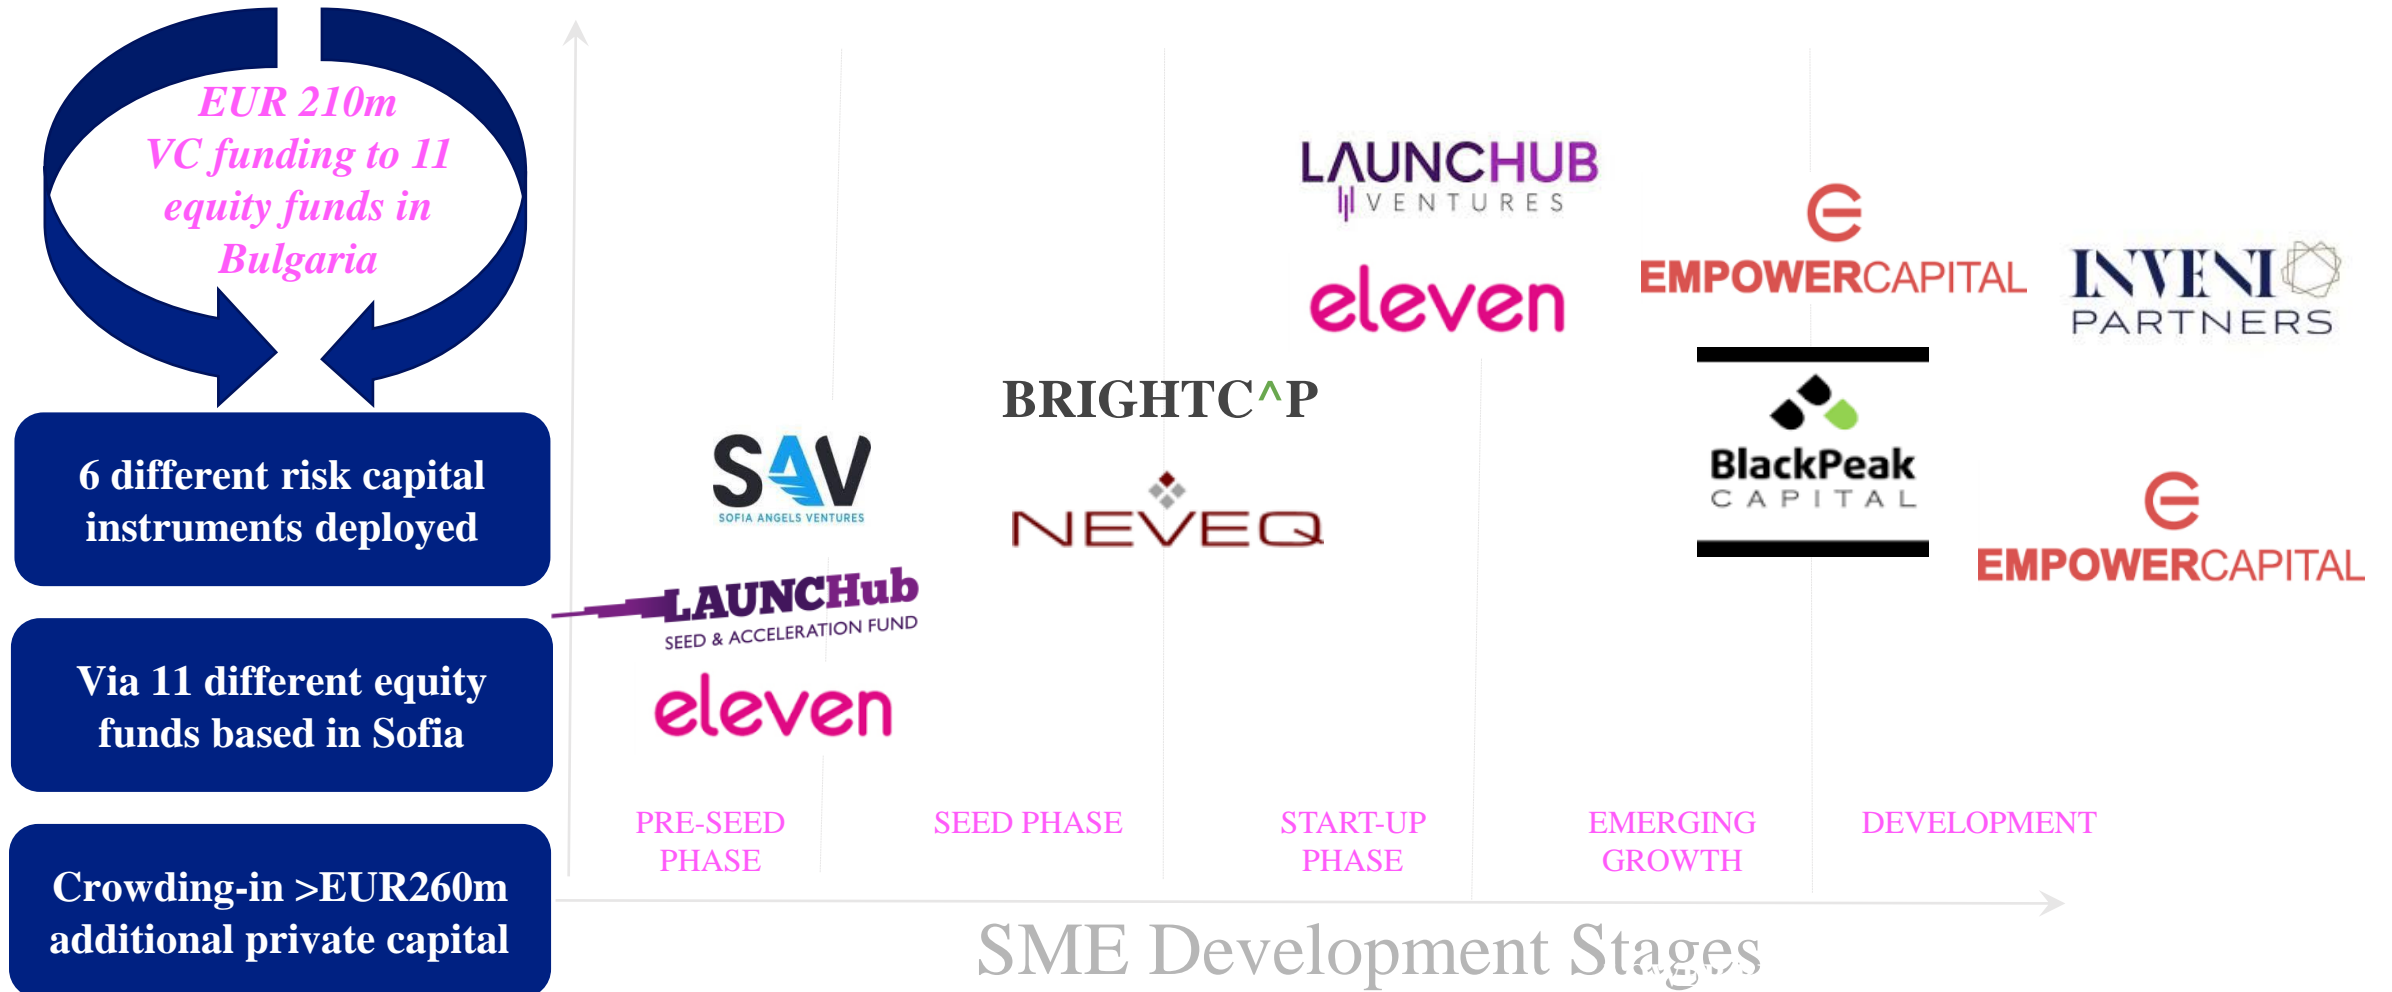 EUR 210m
VC funding to 11
equity funds in
Bulgaria
6 different risk capital
instruments deployed
Via 11 different equity
funds based in Sofia
Crowding-in >EUR260m
additional private capital
LAUNCHUB
VENTURES
eleven
EMPOWERCAPITAL
INVENIO
PARTNERS
BRIGHTC^P
BlackPeak
CAPITAL
SAV
SOFIA ANGELS VENTURES
NEVEQ
EMPOWERCAPITAL
LAUNCHub
SEED & ACCELERATION FUND
eleven
PRE-SEED
PHASE
SEED PHASE
START-UP
PHASE
EMERGING
GROWTH
DEVELOPMENT
SME Development Stages